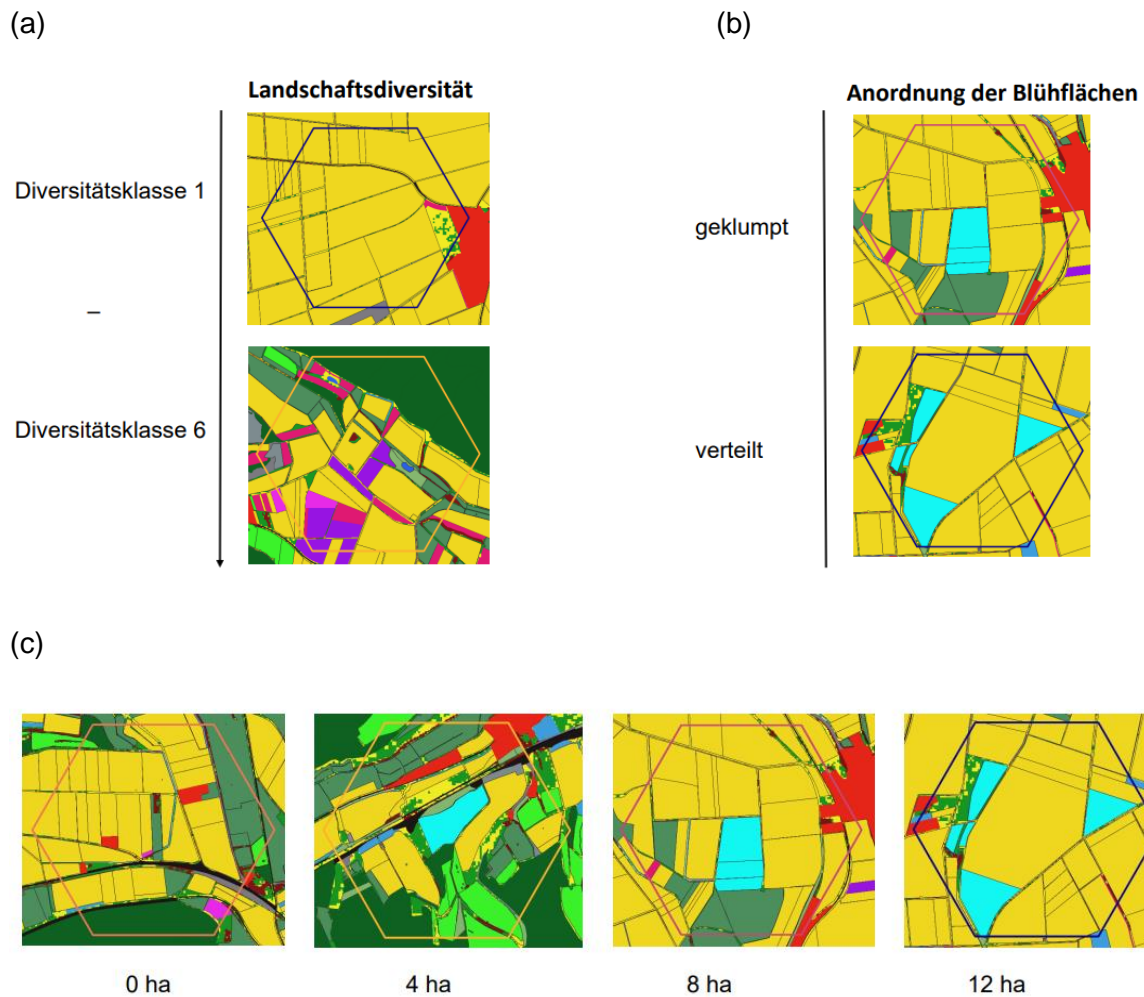 (a)
(b)
Landschaftsdiversität
Anordnung der Blühflächen
Diversitätsklasse 1
geklumpt
–
Diversitätsklasse 6
verteilt
(c)
0 ha
4 ha
8 ha
12 ha